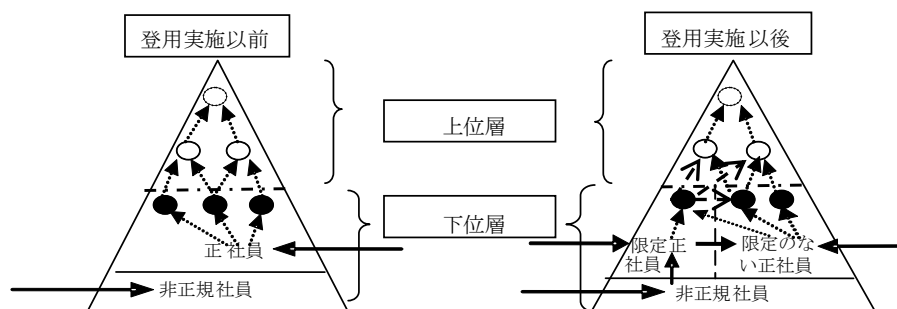 登用実施以前
登用実施以後
上位層
下位層
正社員
非正規社員
限定正
社員
限定のな
い正社員
非正規社員